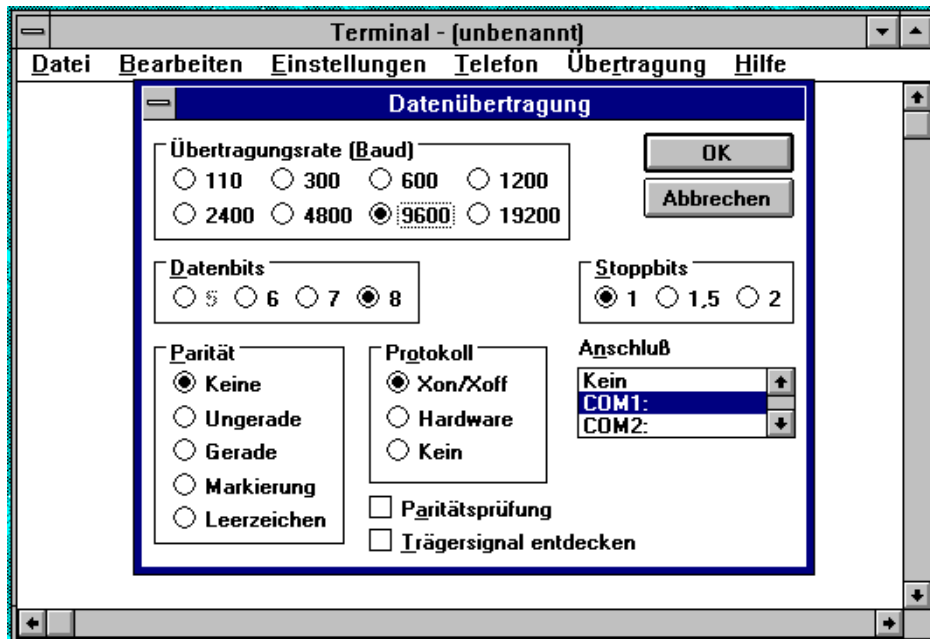 Terminal - (unbenannt)
Datei Bearbeiten Einstellungen Telefon Übertragung Hilfe
Datenübertragung
Übertragungsrate (Baud)
110 300 600 1200
2400 4800 9600 19200
OK
Abbrechen
Datenbits
5 6 7 8
Stoppbits
1 1,5 2
Parität
Keine
Ungerade
Gerade
Markierung
Leerzeichen
Protokoll
Xon/Xoff
Hardware
Kein
Anschluß
Kein
COM1:
COM2:
Paritätsprüfung
Trägersignal entdecken